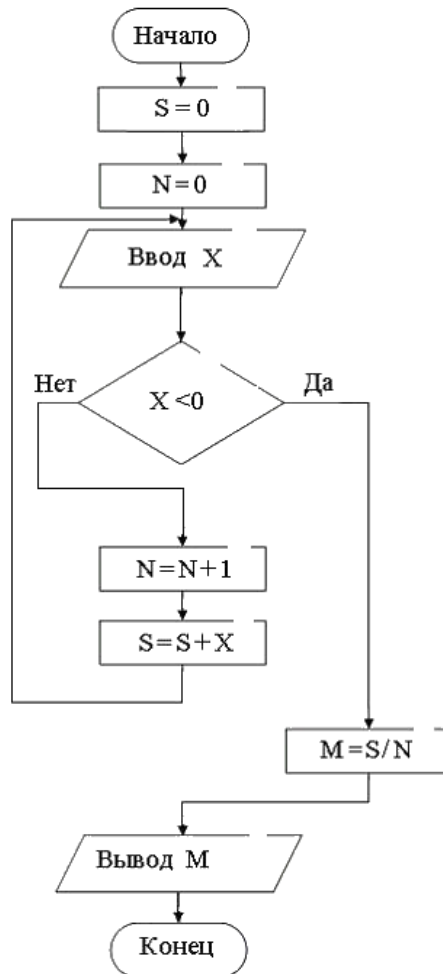 Начало
S = 0
N=0
Ввод X
Нет
Да
X <0
N=N+1
S=S+X
M=S/N
Вывод M
Конец